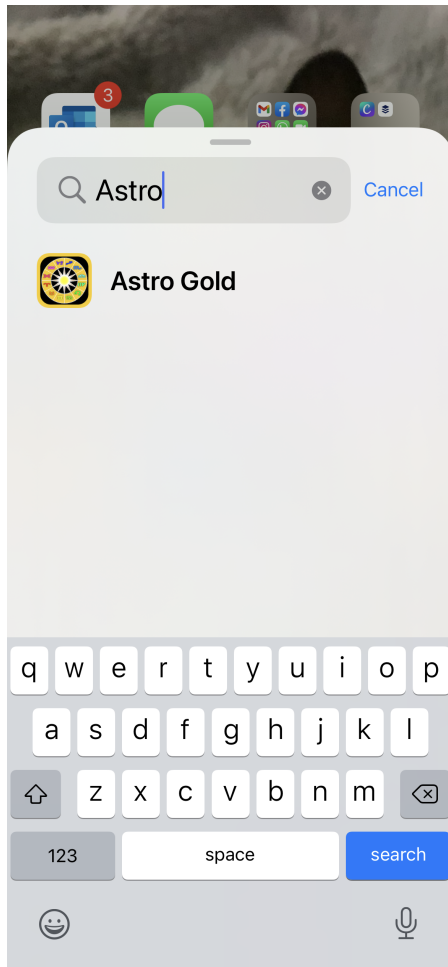 3
Astro
Cancel
Astro Gold
q w e r t y u i o p
a s d f g h j k l
z x c v b n m
123 space search